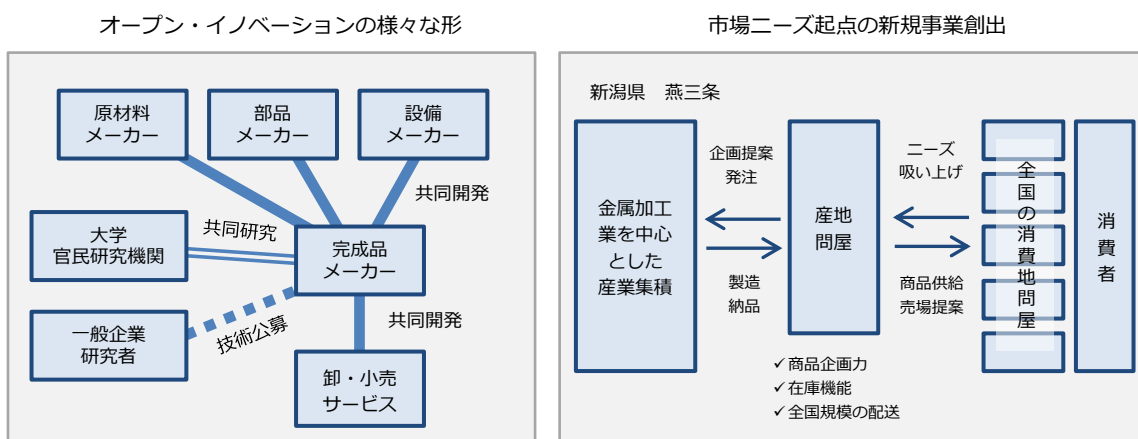 オープン・イノベーションの様々な形
原材料
メーカー
部品
メーカー
設備
メーカー
共同開発
大学
官民研究機関
共同研究
完成品
メーカー
一般企業
研究者
技術公募
共同開発
卸・小売
サービス
市場ニーズ起点の新規事業創出
新潟県　燕三条
金属加工
業を中心
とした
産業集積
企画提案
発注
製造
納品
産地
問屋
ニーズ
吸い上げ
商品供給
売場提案
全国の消費地問屋
消費者
✓商品企画力
✓在庫機能
✓全国規模の配送